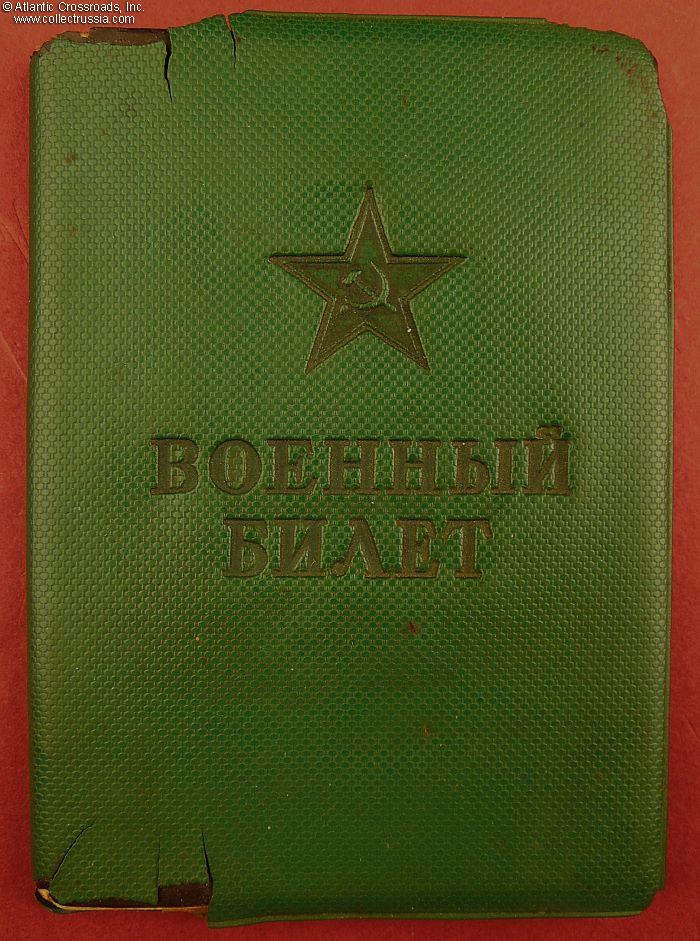 © Atlantic Crossroads, Inc.
www.collectrussia.com
ВОЕННЫЙ
БИЛЕТ